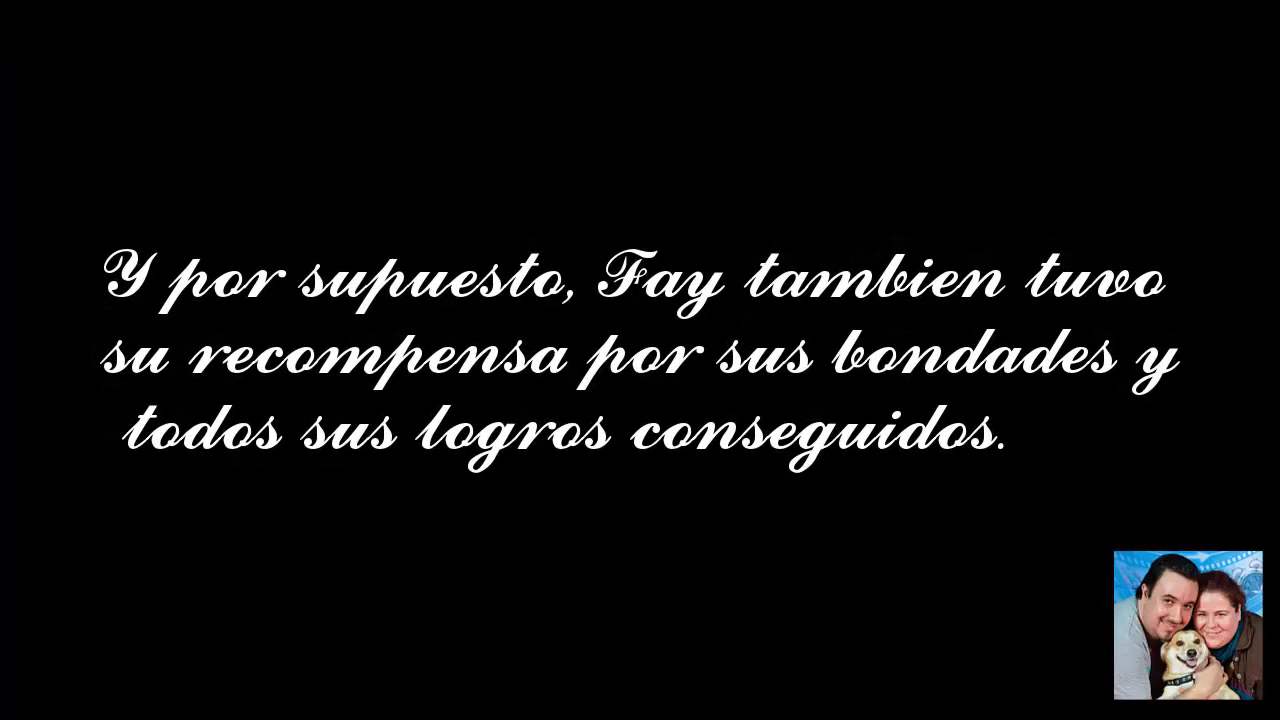 Y por supuesto, Fay tambien tuvo
su recompensa por sus bondades y
todos sus logros conseguidos.